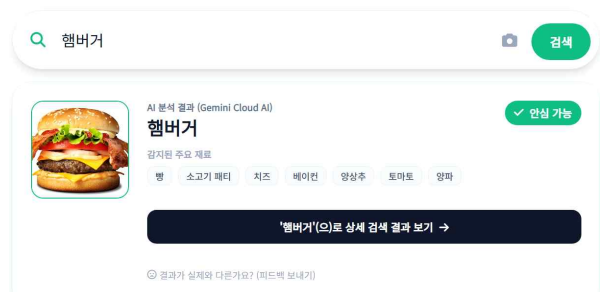 햄버거
검색
AI 분석 결과 (Gemini Cloud AI)
햄버거
안심 가능
감지된 주요 재료
빵 소고기 패티 치즈 베이컨 양상추 토마토 양파
'햄버거'(으)로 상세 검색 결과 보기 →
결과가 실제와 다른가요? (피드백 보내기)